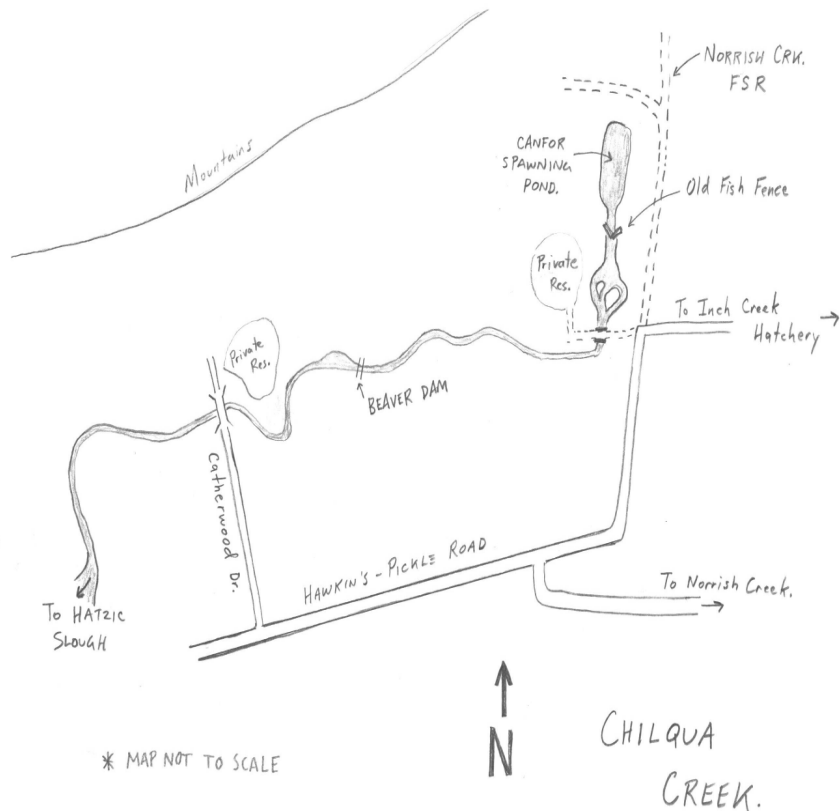 NORRISH CRK.
FSR
CANFOR
SPAWNING
POND.
Mountains
Old Fish Fence
Private
Res.
To Inch Creek
Hatchery
Private
Res.
BEAVER DAM
Catherwood Dr.
HAWKIN'S - PICKLE ROAD
To Norrish Creek.
To HATZIC
SLOUGH
N
CHILQUA
CREEK.
* MAP NOT TO SCALE